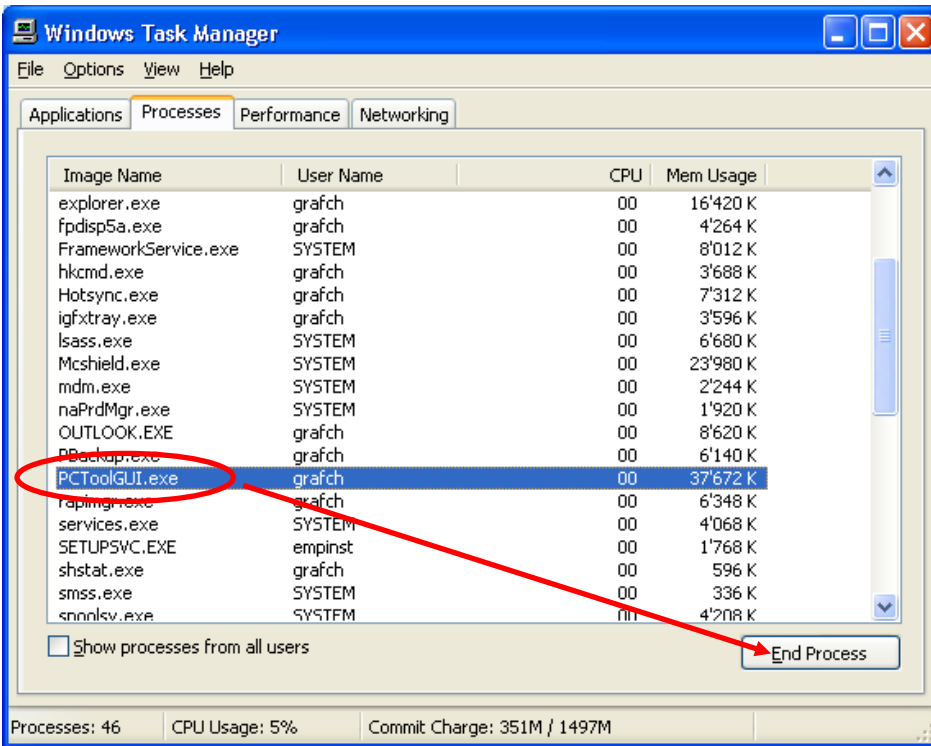 Windows Task Manager
File Options View Help
Applications Processes Performance Networking
Image Name User Name CPU Mem Usage
explorer.exe grafch 00 16'420 K
fpdisp5a.exe grafch 00 4'264 K
FrameworkService.exe SYSTEM 00 8'012 K
hkcmd.exe grafch 00 3'688 K
Hotsync.exe grafch 00 7'312 K
igfxtray.exe grafch 00 3'596 K
lsass.exe SYSTEM 00 6'680 K
Mcshield.exe SYSTEM 00 23'980 K
mdm.exe SYSTEM 00 2'244 K
naPrdMgr.exe SYSTEM 00 1'920 K
OUTLOOK.EXE grafch 00 8'620 K
PBackup.exe grafch 00 6'140 K
PCToolGUI.exe grafch 00 37'672 K
rapimgr.exe grafch 00 6'348 K
services.exe SYSTEM 00 4'068 K
SETUPSVC.EXE empinst 00 1'768 K
shstat.exe grafch 00 596 K
smss.exe SYSTEM 00 336 K
spoolsv.exe SYSTEM 00 4'208 K
Show processes from all users
End Process
Processes: 46 CPU Usage: 5% Commit Charge: 351M / 1497M